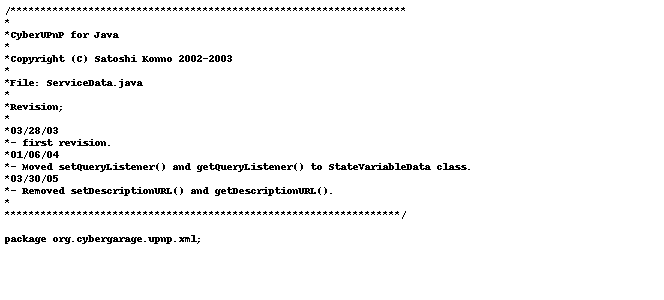 /******************************************************************
*
*CyberUPnP for Java
*
*Copyright (C) Satoshi Konno 2002-2003
*
*File: ServiceData.java
*
*Revision;
*
*03/28/03
*- first revision.
*01/06/04
*- Moved setQueryListener() and getQueryListener() to StateVariableData class.
*03/30/05
*- Removed setDescriptionURL() and getDescriptionURL().
*
******************************************************************/
package org.cybergarage.upnp.xml;